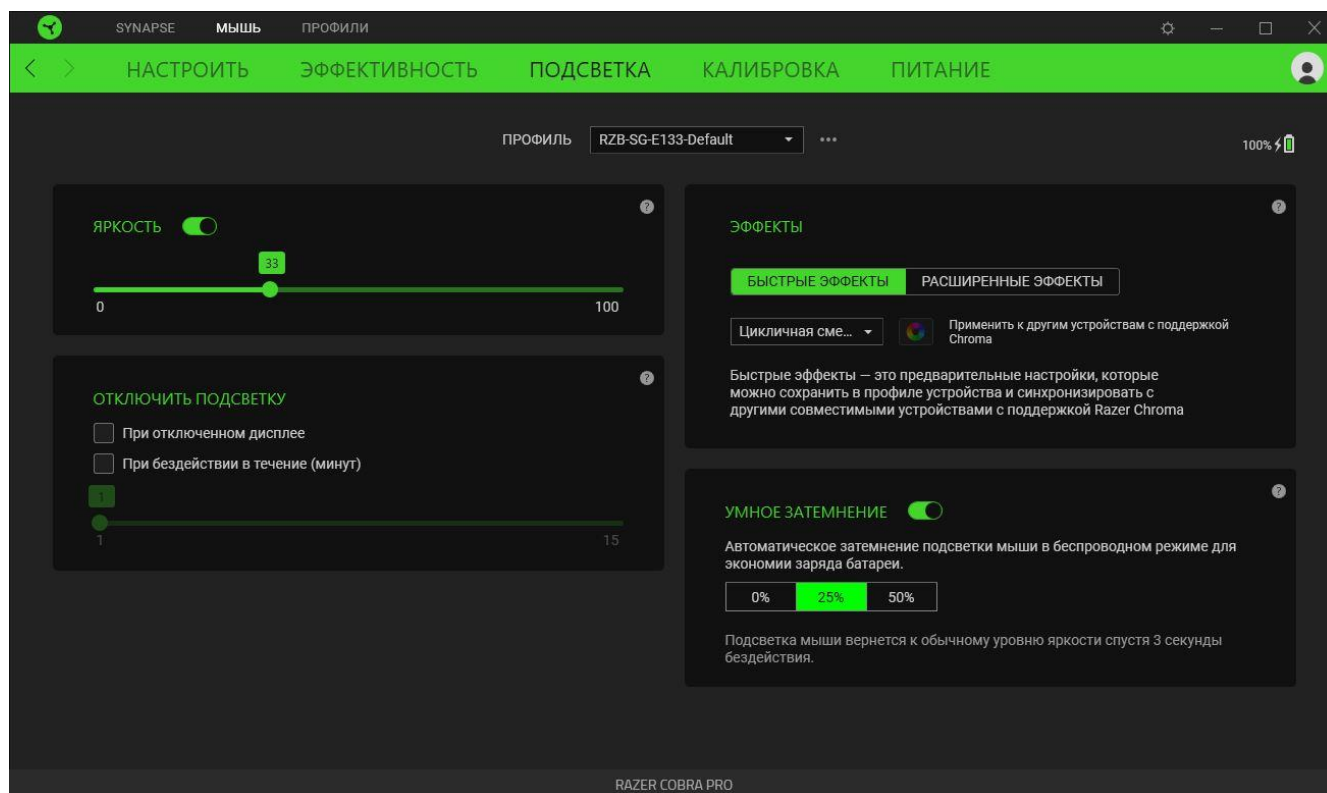 SYNAPSE МЫШЬ ПРОФИЛИ
НАСТРОИТЬ ЭФФЕКТИВНОСТЬ ПОДСВЕТКА КАЛИБРОВКА ПИТАНИЕ
ПРОФИЛЬ RZB-SG-E133-Default
100%
ЯРКОСТЬ
33
0 100
ОТКЛЮЧИТЬ ПОДСВЕТКУ
При отключенном дисплее
При бездействии в течение (минут)
1
1 15
ЭФФЕКТЫ
БЫСТРЫЕ ЭФФЕКТЫ РАСШИРЕННЫЕ ЭФФЕКТЫ
Цикличная сме...
Применить к другим устройствам с поддержкой
Chroma
Быстрые эффекты — это предварительные настройки, которые
можно сохранить в профиле устройства и синхронизировать с
другими совместимыми устройствами с поддержкой Razer Chroma
УМНОЕ ЗАТЕМНЕНИЕ
Автоматическое затемнение подсветки мыши в беспроводном режиме для
экономии заряда батареи.
0% 25% 50%
Подсветка мыши вернется к обычному уровню яркости спустя 3 секунды
бездействия.
RAZER COBRA PRO